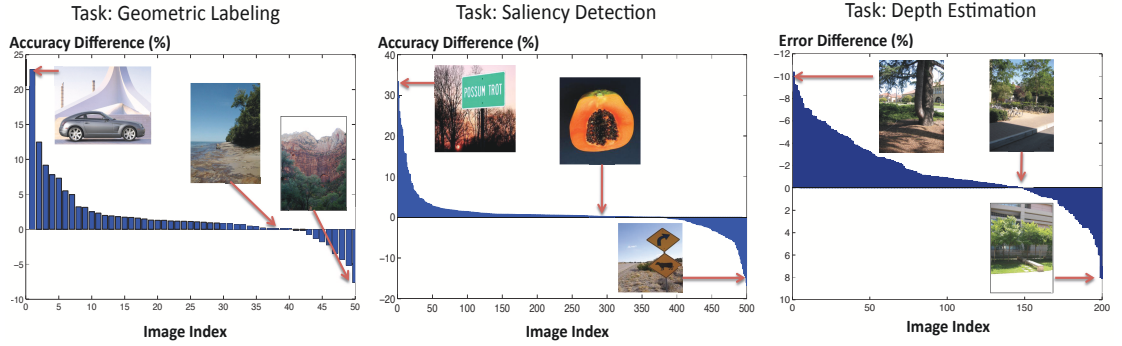 Task: Geometric Labeling
Accuracy Difference (%)
25
20
15
10
5
0
-5
-10
0 5 10 15 20 25 30 35 40 45 50
Image Index
Task: Saliency Detection
Accuracy Difference (%)
40
30
20
10
0
−10
−20
0 50 100 150 200 250 300 350 400 450 500
POSSUM TROT
Image Index
Task: Depth Estimation
Error Difference (%)
-12
-10
-8
-6
-4
-2
0
2
4
6
8
10
0 50 100 150 200
Image Index